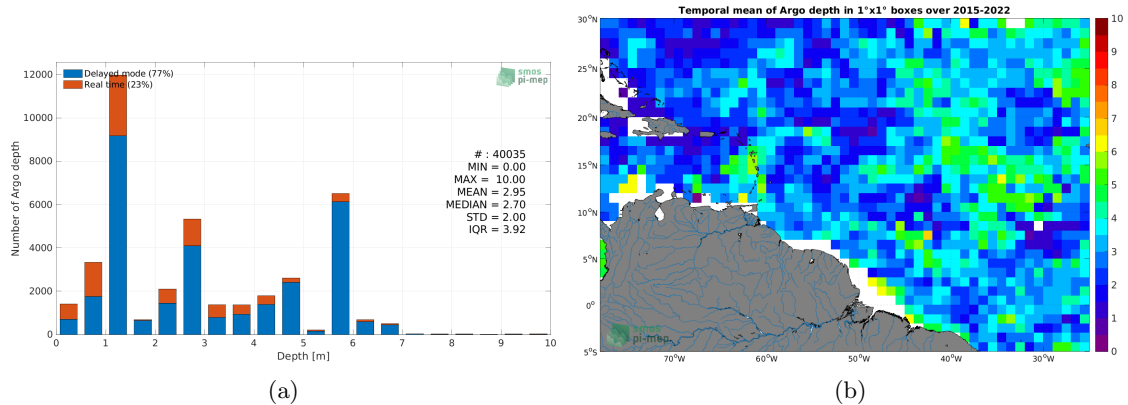 12000
10000
8000
6000
4000
2000
0
Number of Argo depth
Delayed mode (77%)
Real time (23%)
smos
pi-mep
# : 40035
MIN = 0.00
MAX = 10.00
MEAN = 2.95
MEDIAN = 2.70
STD = 2.00
IQR = 3.92
0 1 2 3 4 5 6 7 8 9 10
Depth [m]
(a)
Temporal mean of Argo depth in 1°x1° boxes over 2015-2022
30°N
25°N
20°N
15°N
10°N
5°N
0°
5°S
smos
pi-mep
70°W 60°W 50°W 40°W 30°W
10
9
8
7
6
5
4
3
2
1
0
(b)